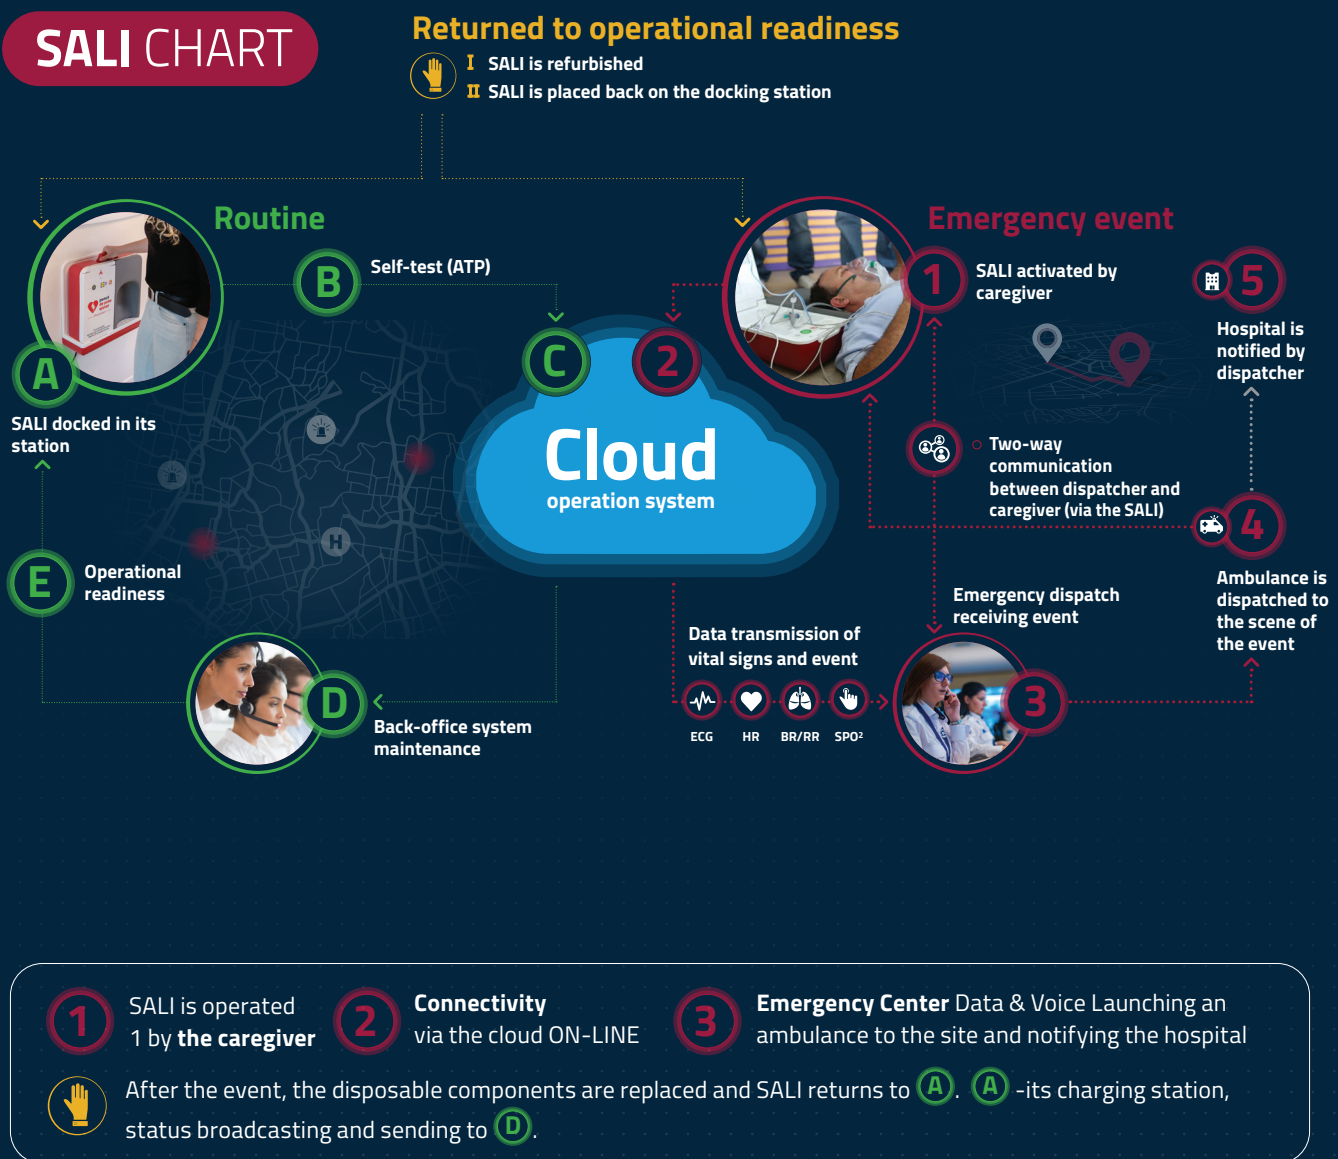 SALI CHART
Returned to operational readiness
I SALI is refurbished
II SALI is placed back on the docking station
Routine
B
Self-test (ATP)
A
SALI docked in its
station
C
2
Cloud
operation system
E
Operational
readiness
H
D
Back-office system
maintenance
Emergency event
1
SALI activated by
caregiver
5
Hospital is
notified by
dispatcher
Two-way
communication
between dispatcher and
caregiver (via the SALI)
4
Ambulance is
dispatched to
the scene of
the event
Emergency dispatch
receiving event
Data transmission of
vital signs and event
ECG HR BR/RR SPO²
3
1
SALI is operated
1 by the caregiver
2
Connectivity
via the cloud ON-LINE
3
Emergency Center Data & Voice Launching an
ambulance to the site and notifying the hospital
After the event, the disposable components are replaced and SALI returns to A. A -its charging station,
status broadcasting and sending to D.